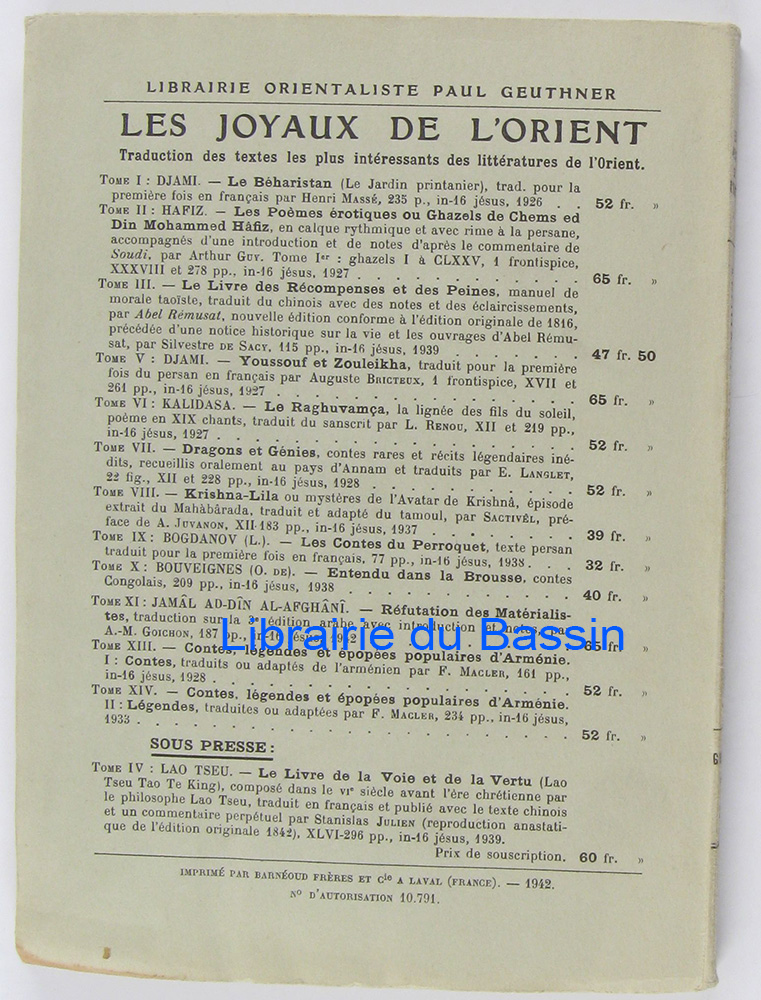 LIBRAIRIE ORIENTALISTE PAUL GEUTHNER
LES JOYAUX DE L'ORIENT
Traduction des textes les plus intéressants des littératures de l'Orient.
TOME I : DJAMI. — Le Béharistan (Le Jardin printanier), trad. pour la
première fois en français par Henri MASSÉ, 235 p., in-16 jésus, 1926 . . 52 fr. »
TOME II : HAFIZ. — Les Poèmes érotiques ou Ghazels de Chems ed
Din Mohammed Hâfiz, en calque rythmique et avec rime à la persane,
accompagnés d'une introduction et de notes d'après le commentaire de
Soudi, par Arthur GUY. Tome Ier : ghazels I à CLXXV, 1 frontispice,
XXXVIII et 278 pp., in-16 jésus, 1927 . . . . . . . . . . . . 65 fr. »
TOME III. — Le Livre des Récompenses et des Peines, manuel de
morale taoïste, traduit du chinois avec des notes et des éclaircissements,
par Abel Rémusat, nouvelle édition conforme à l'édition originale de 1816,
précédée d'une notice historique sur la vie et les ouvrages d'Abel Rému-
sat, par Silvestre DE SACY, 115 pp., in-16 jésus, 1939 . . . . . . . 47 fr. 50
TOME V : DJAMI. — Youssouf et Zouleikha, traduit pour la première
fois du persan en français par Auguste BRICTEUX, 1 frontispice, XVII et
261 pp., in-16 jésus, 1927 . . . . . . . . . . . . . . . . 65 fr. »
TOME VI : KALIDASA. — Le Raghuvamça, la lignée des fils du soleil,
poème en XIX chants, traduit du sanscrit par L. RENOU, XII et 219 pp.,
in-16 jésus, 1927 . . . . . . . . . . . . . . . . . . 52 fr. »
TOME VII. — Dragons et Génies, contes rares et récits légendaires iné-
dits, recueillis oralement au pays d'Annam et traduits par E. LANGLET,
22 fig., XII et 228 pp., in-16 jésus, 1928 . . . . . . . . . . . 52 fr. »
TOME VIII. — Krishna-Lila ou mystères de l'Avatar de Krishnâ, épisode
extrait du Mahàbârada, traduit et adapté du tamoul, par SACTIVÊL, pré-
face de A. JUVANON, XII-183 pp., in-16 jésus, 1937 . . . . . . . . 39 fr. »
TOME IX : BOGDANOV (L.). — Les Contes du Perroquet, texte persan
traduit pour la première fois en français, 77 pp., in-16 jésus, 1938. . . 32 fr. »
TOME X : BOUVEIGNES (O. DE). — Entendu dans la Brousse, contes
Congolais, 209 pp., in-16 jésus, 1938 . . . . . . . . . . . . 40 fr. »
TOME XI : JAMÂL AD-DÎN AL-AFGHÂNÎ. — Réfutation des Matérialis-
tes, traduction sur la 3e édition arabe avec introduction et notes, par
A.-M. GOICHON, 187 pp., in-16 jésus, 1942 . . . . . . . . . . 65 fr. »
Librairie du Bassin
TOME XIII. — Contes, légendes et épopées populaires d'Arménie.
I : Contes, traduits ou adaptés de l'arménien par F. MACLER, 161 pp.,
in-16 jésus, 1928 . . . . . . . . . . . . . . . . . . 52 fr. »
TOME XIV. — Contes, légendes et épopées populaires d'Arménie.
II : Légendes, traduites ou adaptées par F. MACLER, 234 pp., in-16 jésus,
1933 . . . . . . . . . . . . . . . . . . . . . . 52 fr. »
SOUS PRESSE :
TOME IV : LAO TSEU. — Le Livre de la Voie et de la Vertu (Lao
Tseu Tao Te King), composé dans le VIe siècle avant l'ère chrétienne par
le philosophe Lao Tseu, traduit en français et publié avec le texte chinois
et un commentaire perpétuel par Stanislas JULIEN (reproduction anastati-
que de l'édition originale 1842), XLVI-296 pp., in-16 jésus, 1939.
Prix de souscription. 60 fr. »
IMPRIMÉ PAR BARNÉOUD FRÈRES ET Cie A LAVAL (FRANCE). — 1942.
N° D'AUTORISATION 10.791.